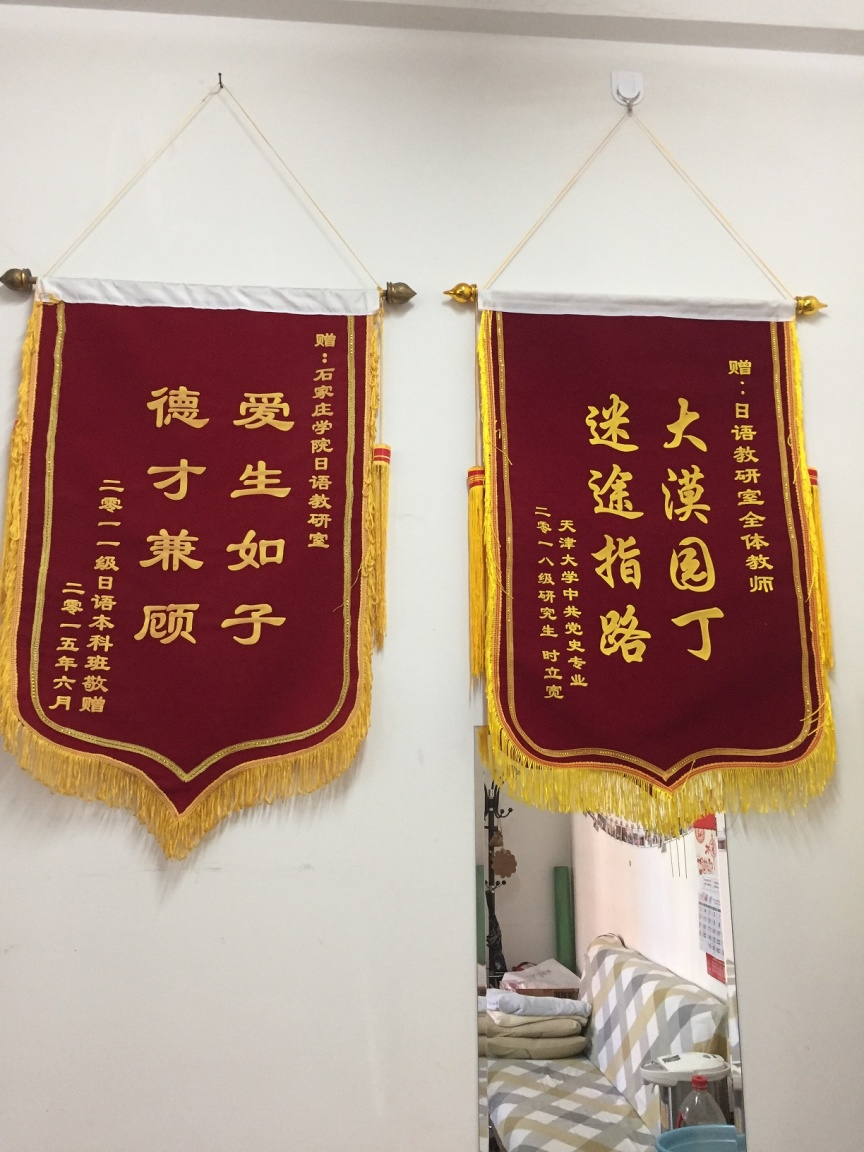 赠：石家庄学院日语教研室
爱生如子
德才兼顾
二零一一级日语本科班敬赠
二零一五年六月
赠：日语教研室全体教师
大漠园丁
迷途指路
天津大学中共党史专业
二零一八级研究生 时立宽